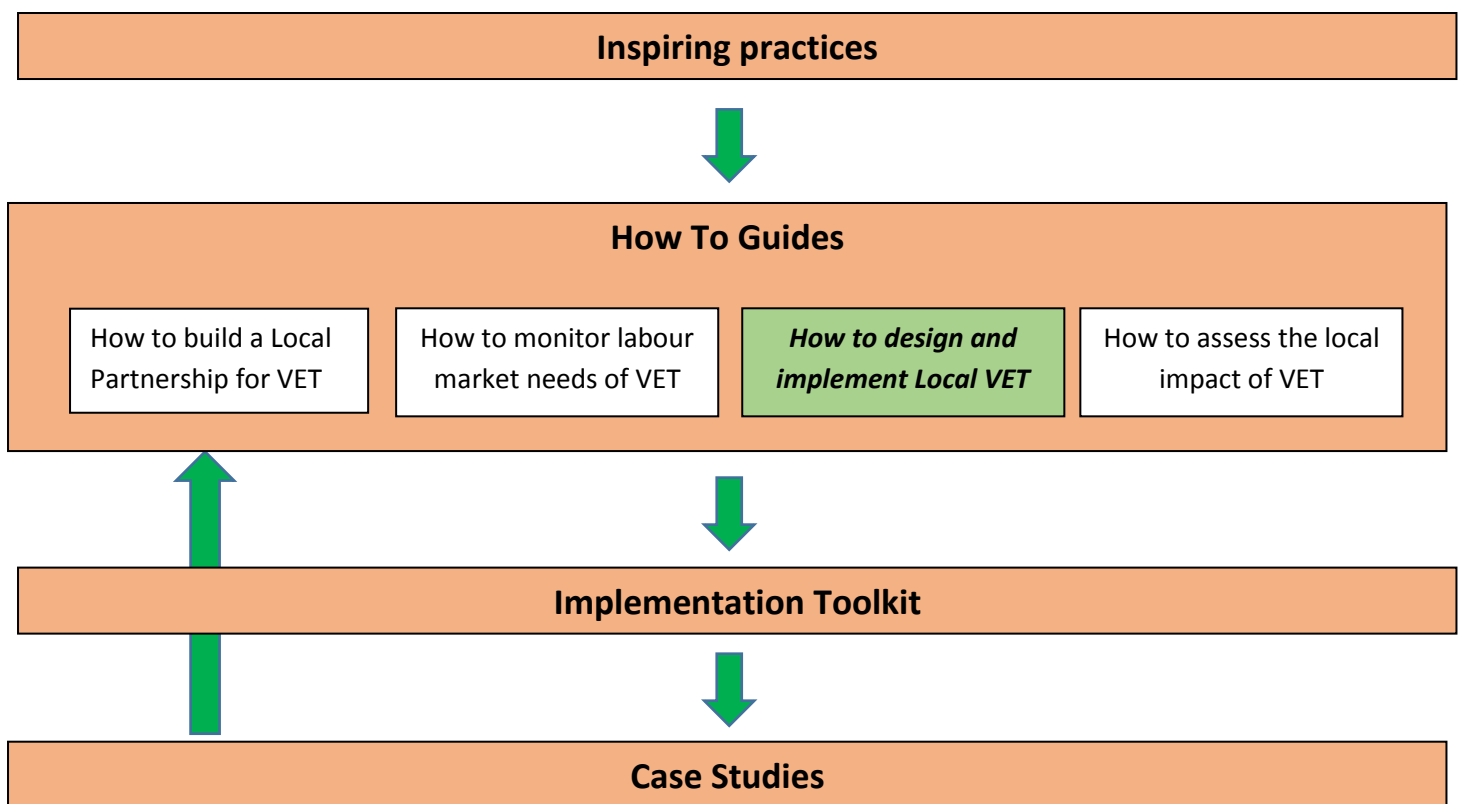 Inspiring practices
How To Guides
How to build a Local
Partnership for VET
How to monitor labour
market needs of VET
How to design and
implement Local VET
How to assess the local
impact of VET
Implementation Toolkit
Case Studies